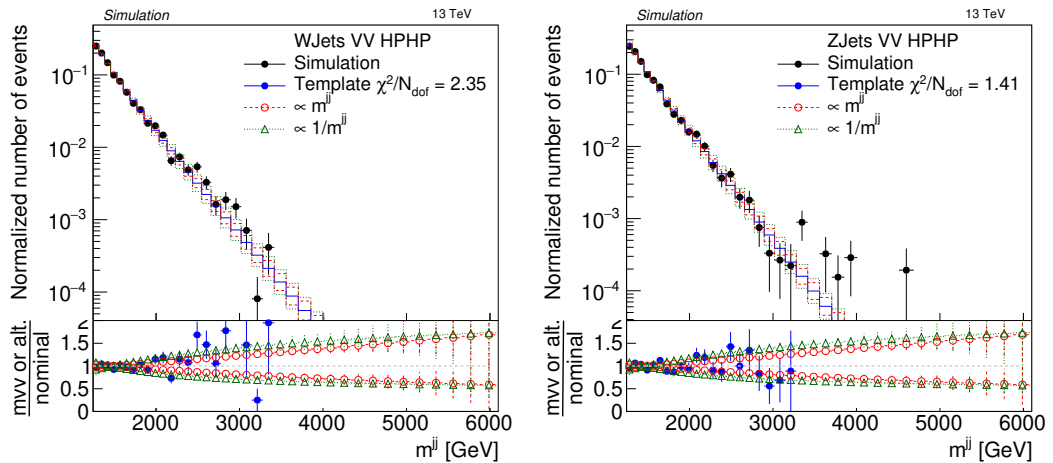 Simulation 13 TeV
WJets VV HPHP
Simulation
Template χ²/N_dof = 2.35
∝ m^jj
∝ 1/m^jj
Normalized number of events
10⁻¹
10⁻²
10⁻³
10⁻⁴
mvv or alt.
nominal
2
1.5
1
0.5
0
2000 3000 4000 5000 6000
m^jj [GeV]
Simulation 13 TeV
ZJets VV HPHP
Simulation
Template χ²/N_dof = 1.41
∝ m^jj
∝ 1/m^jj
Normalized number of events
10⁻¹
10⁻²
10⁻³
10⁻⁴
mvv or alt.
nominal
2
1.5
1
0.5
0
2000 3000 4000 5000 6000
m^jj [GeV]